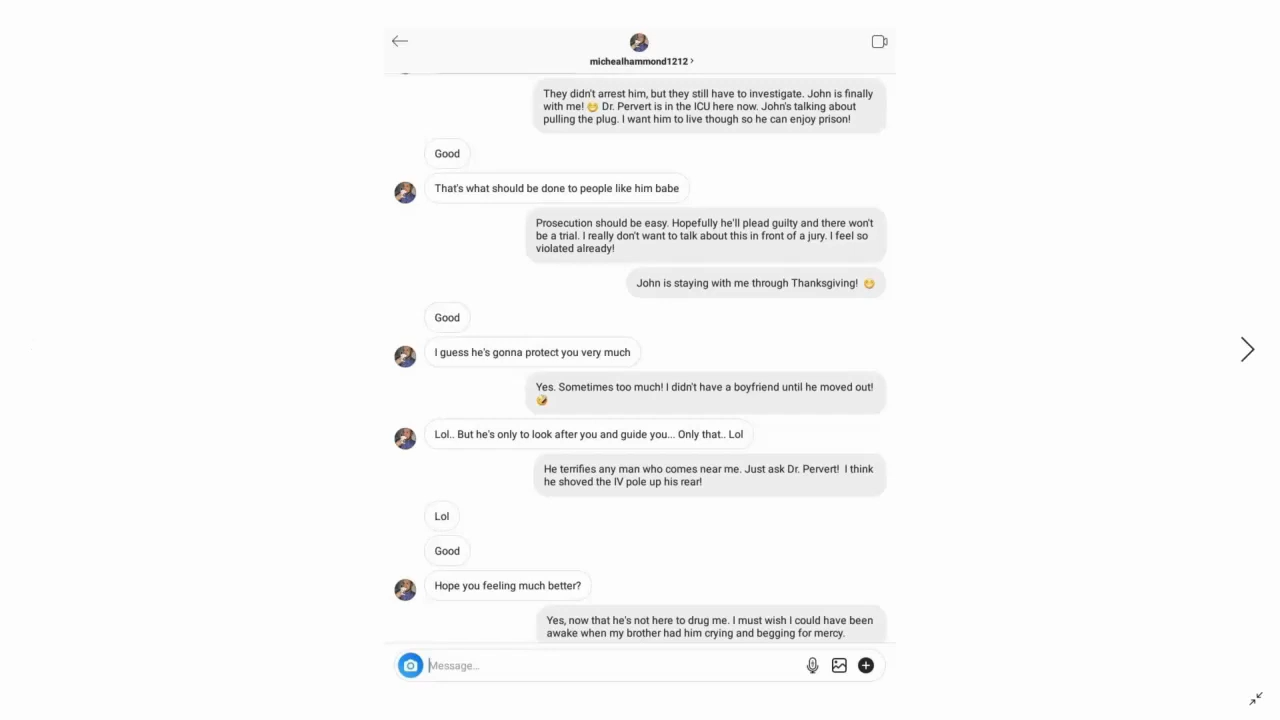 michealhammond1212 ›
They didn't arrest him, but they still have to investigate. John is finally
with me! 😁 Dr. Pervert is in the ICU here now. John's talking about
pulling the plug. I want him to live though so he can enjoy prison!
Good
That's what should be done to people like him babe
Prosecution should be easy. Hopefully he'll plead guilty and there won't
be a trial. I really don't want to talk about this in front of a jury. I feel so
violated already!
John is staying with me through Thanksgiving! 😁
Good
I guess he's gonna protect you very much
Yes. Sometimes too much! I didn't have a boyfriend until he moved out!
🤣
Lol.. But he's only to look after you and guide you... Only that.. Lol
He terrifies any man who comes near me. Just ask Dr. Pervert! I think
he shoved the IV pole up his rear!
Lol
Good
Hope you feeling much better?
Yes, now that he's not here to drug me. I must wish I could have been
awake when my brother had him crying and begging for mercy.
Message...